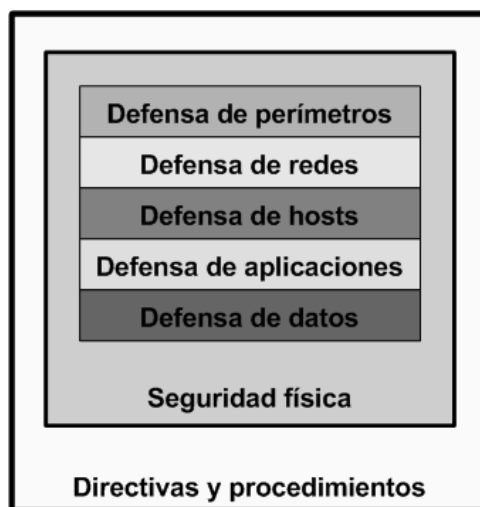 Defensa de perímetros
Defensa de redes
Defensa de hosts
Defensa de aplicaciones
Defensa de datos
Seguridad física
Directivas y procedimientos